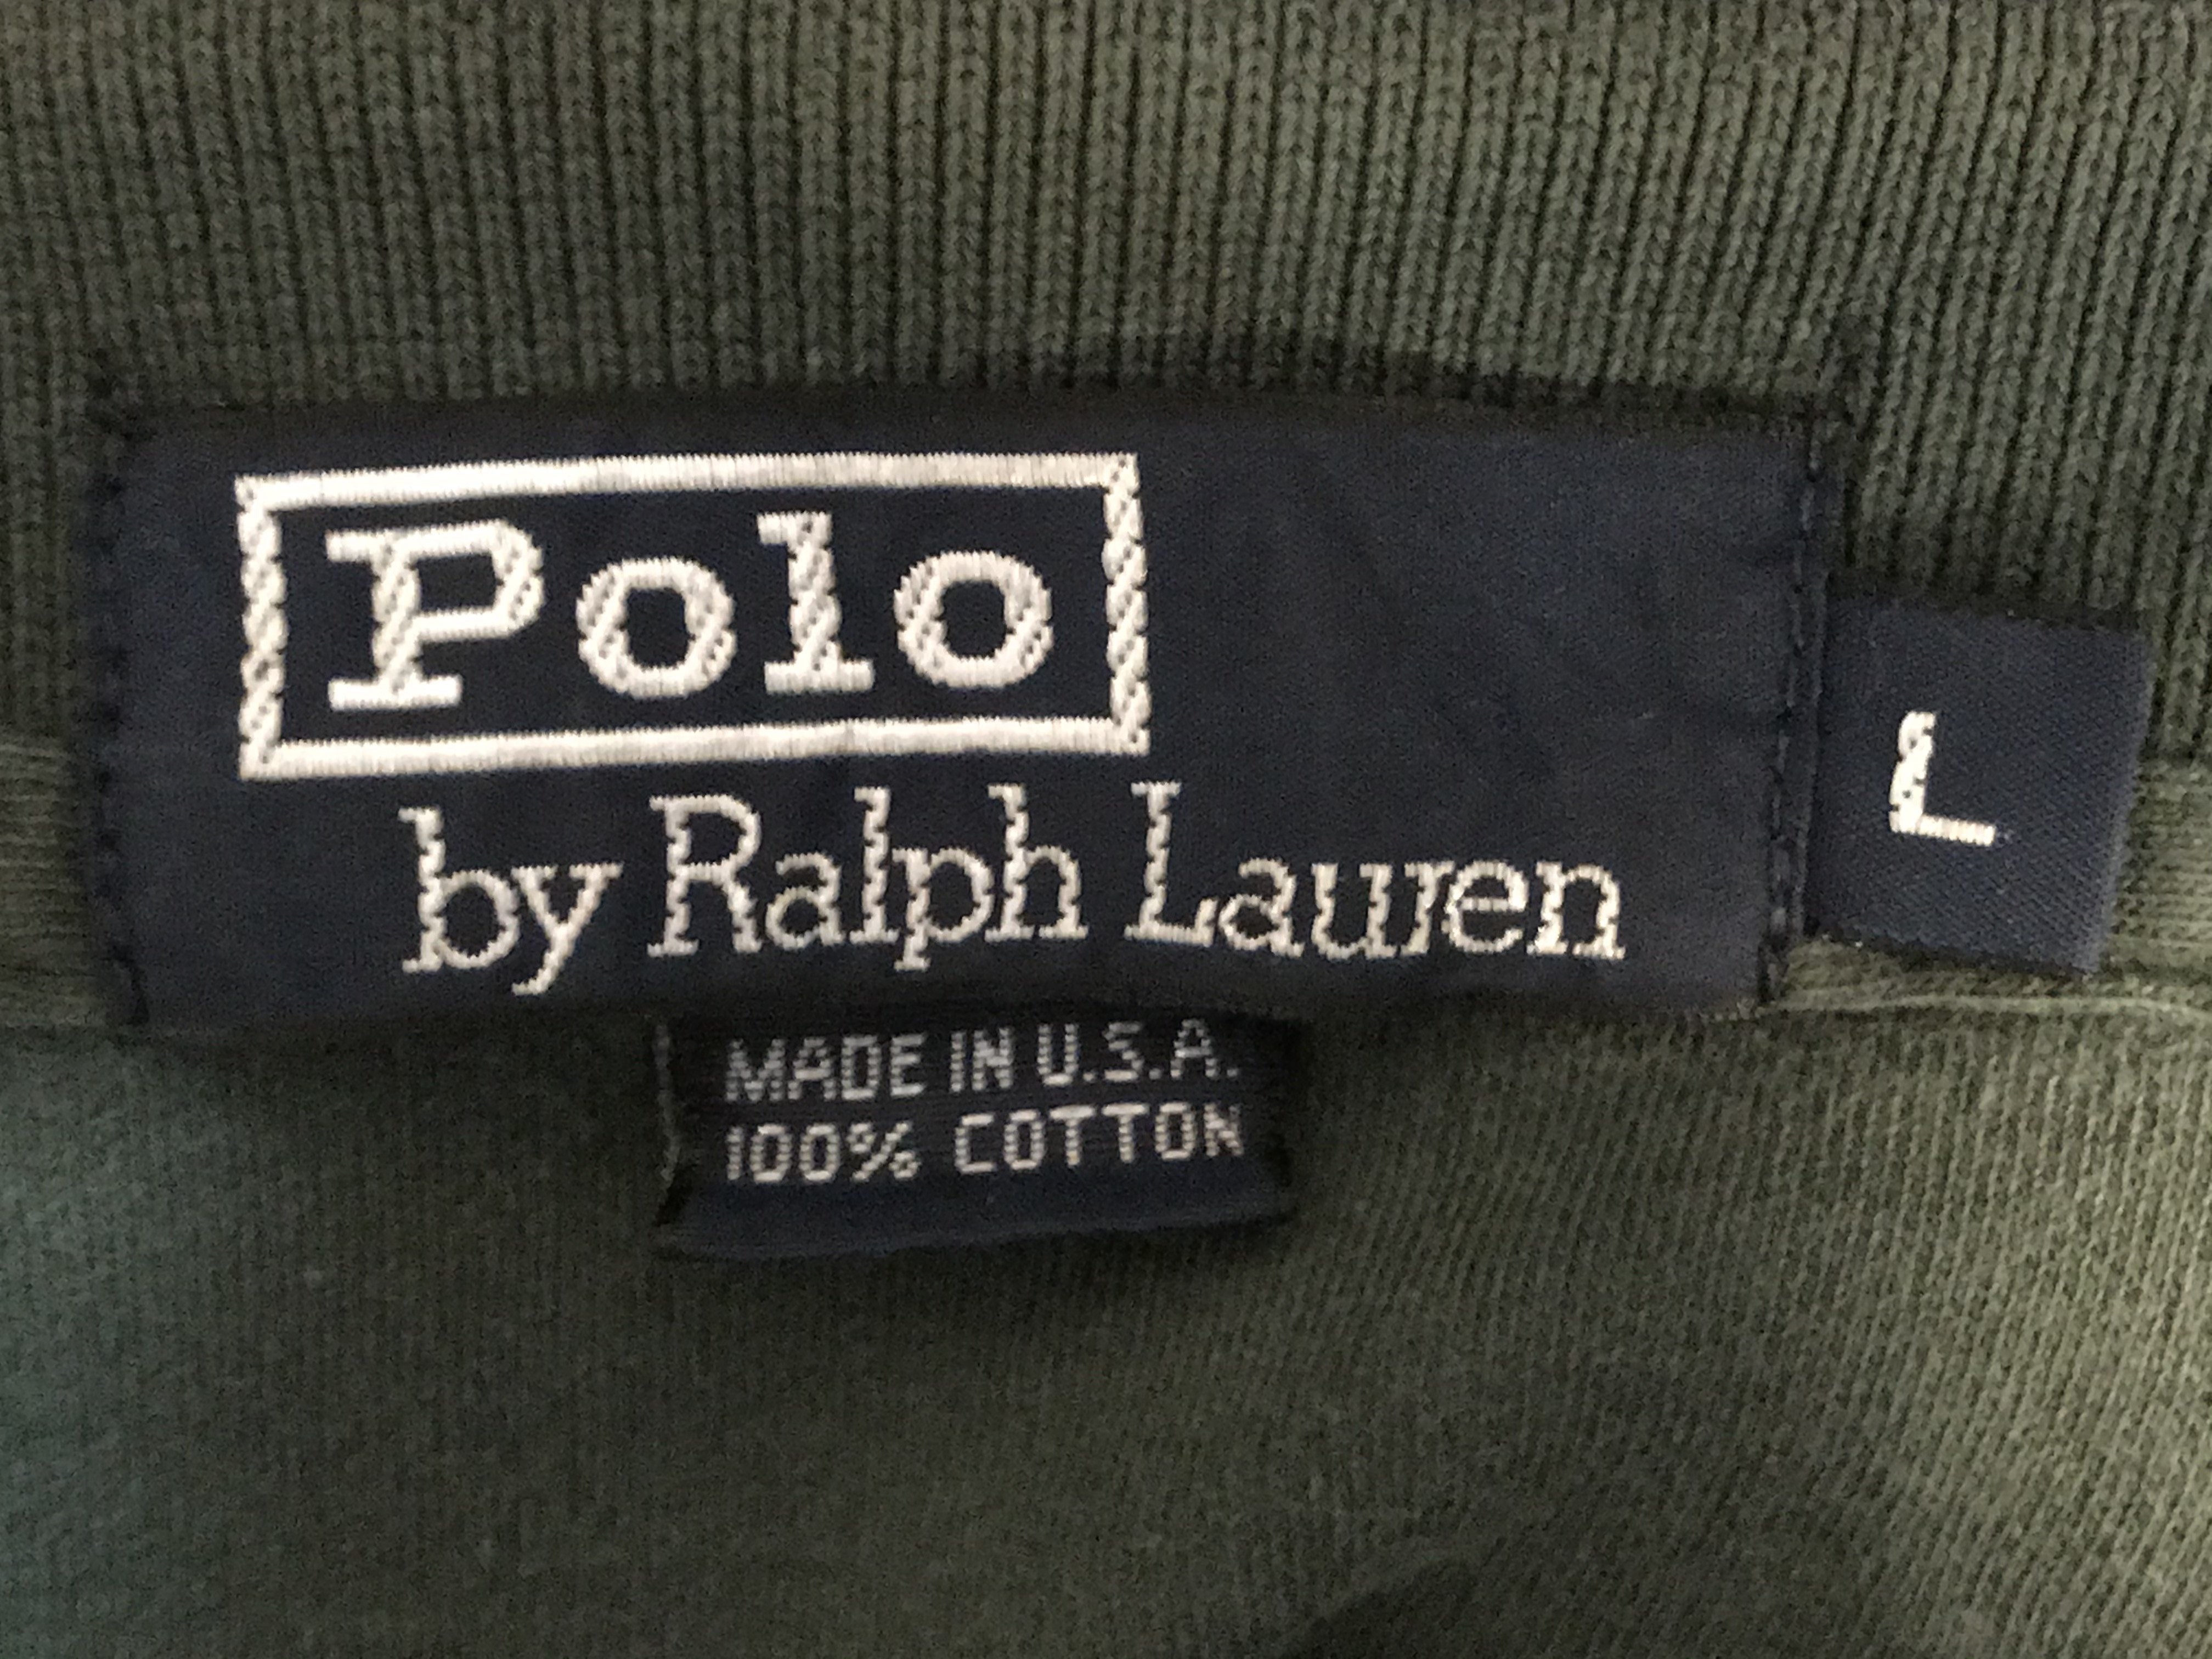 Polo
by Ralph Lauren
L
MADE IN U.S.A.
100% COTTON